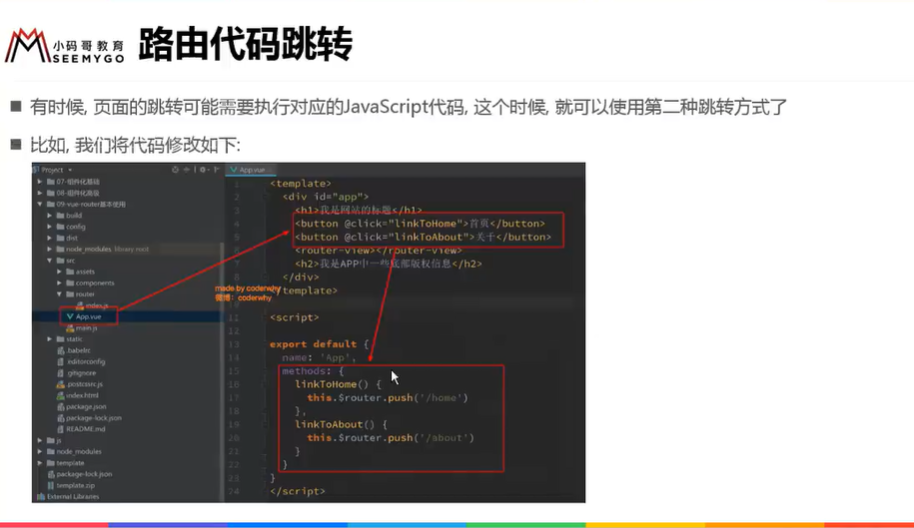 小码哥教育
SEEMYGO
路由代码跳转
有时候, 页面的跳转可能需要执行对应的JavaScript代码, 这个时候, 就可以使用第二种跳转方式了
比如, 我们将代码修改如下:
Project
App.vue
07-组件化基础
08-组件化高级
09-vue-router基本使用
build
config
dist
node_modules library root
src
assets
components
router
index.js
App.vue
main.js
static
.babelrc
.editorconfig
.gitignore
.postcssrc.js
index.html
package.json
package-lock.json
README.md
js
node_modules
template
package-lock.json
template.zip
External Libraries
made by coderwhy
微博: coderwhy
1 <template>
2 <div id="app">
3 <h1>我是网站的标题</h1>
4 <button @click="linkToHome">首页</button>
5 <button @click="linkToAbout">关于</button>
6 <router-view></router-view>
7 <h2>我是APP中一些底部版权信息</h2>
8 </div>
/template>
11 <script>
12
13 export default {
14 name: 'App',
15 methods: {
16 linkToHome() {
17 this.$router.push('/home')
18 },
19 linkToAbout() {
20 this.$router.push('/about')
21 }
22 }
23 }
24 </script>